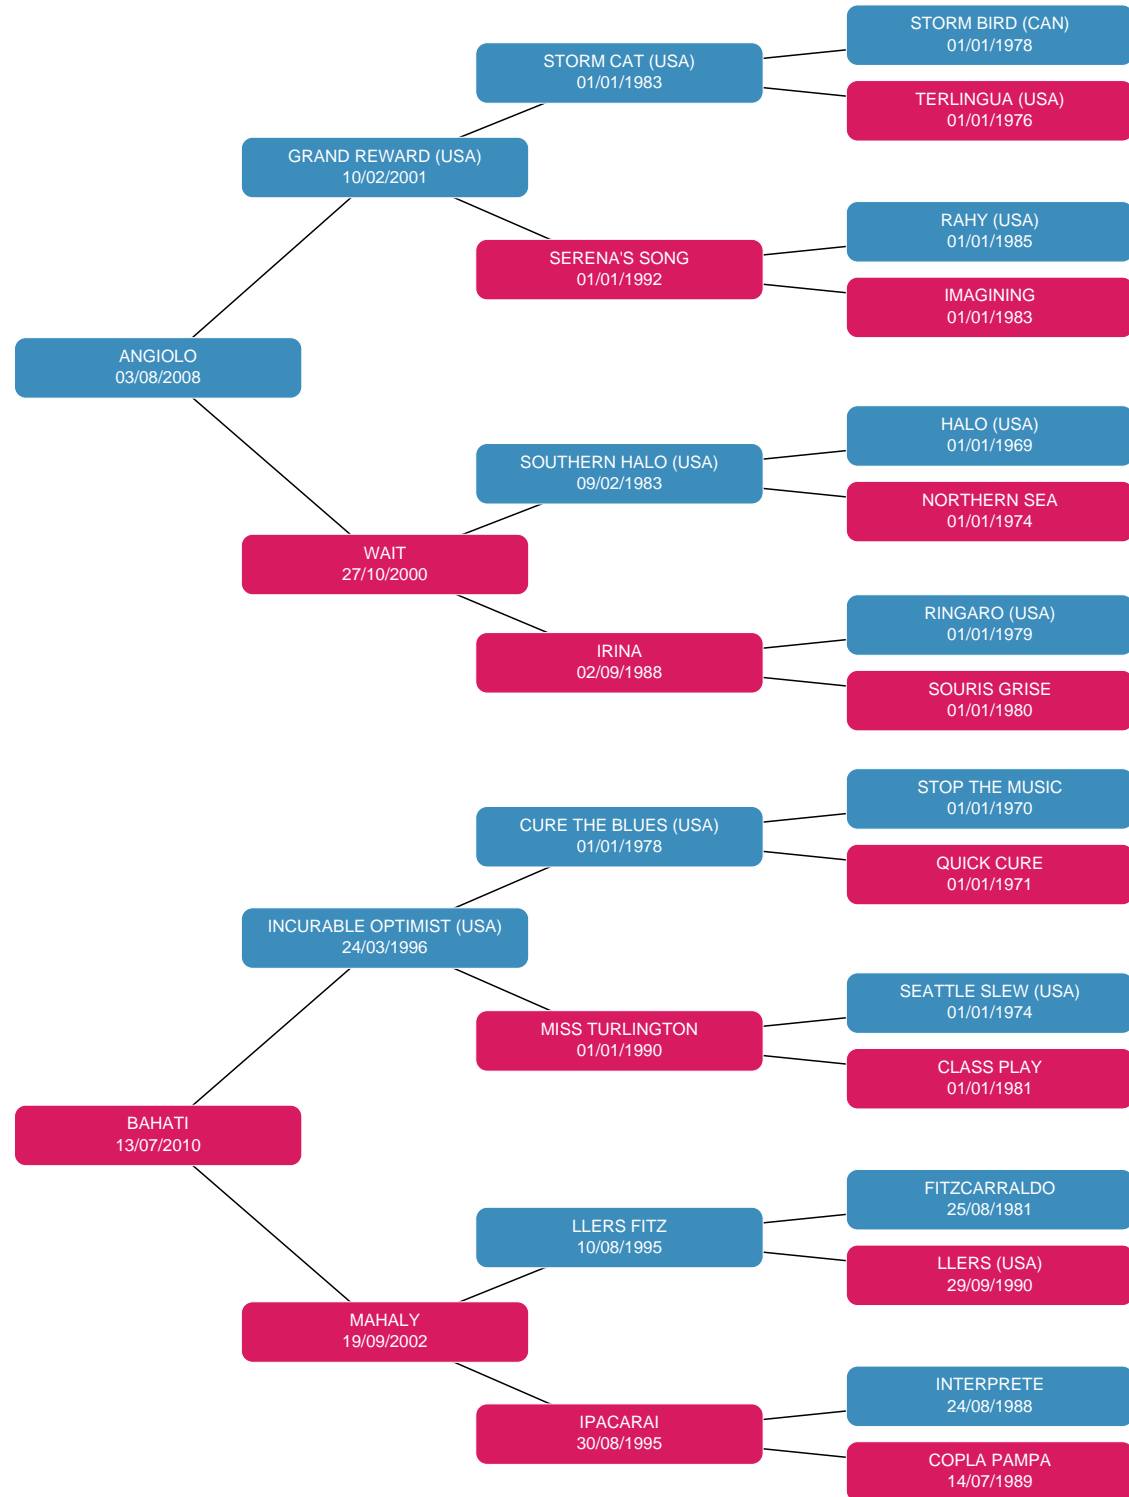 STORM BIRD (CAN)
01/01/1978
STORM CAT (USA)
01/01/1983
TERLINGUA (USA)
01/01/1976
GRAND REWARD (USA)
10/02/2001
RAHY (USA)
01/01/1985
SERENA'S SONG
01/01/1992
IMAGINING
01/01/1983
ANGIOLO
03/08/2008
HALO (USA)
01/01/1969
SOUTHERN HALO (USA)
09/02/1983
NORTHERN SEA
01/01/1974
WAIT
27/10/2000
RINGARO (USA)
01/01/1979
IRINA
02/09/1988
SOURIS GRISE
01/01/1980
STOP THE MUSIC
01/01/1970
CURE THE BLUES (USA)
01/01/1978
QUICK CURE
01/01/1971
INCURABLE OPTIMIST (USA)
24/03/1996
SEATTLE SLEW (USA)
01/01/1974
MISS TURLINGTON
01/01/1990
CLASS PLAY
01/01/1981
BAHATI
13/07/2010
FITZCARRALDO
25/08/1981
LLERS FITZ
10/08/1995
LLERS (USA)
29/09/1990
MAHALY
19/09/2002
INTERPRETE
24/08/1988
IPACARAI
30/08/1995
COPLA PAMPA
14/07/1989